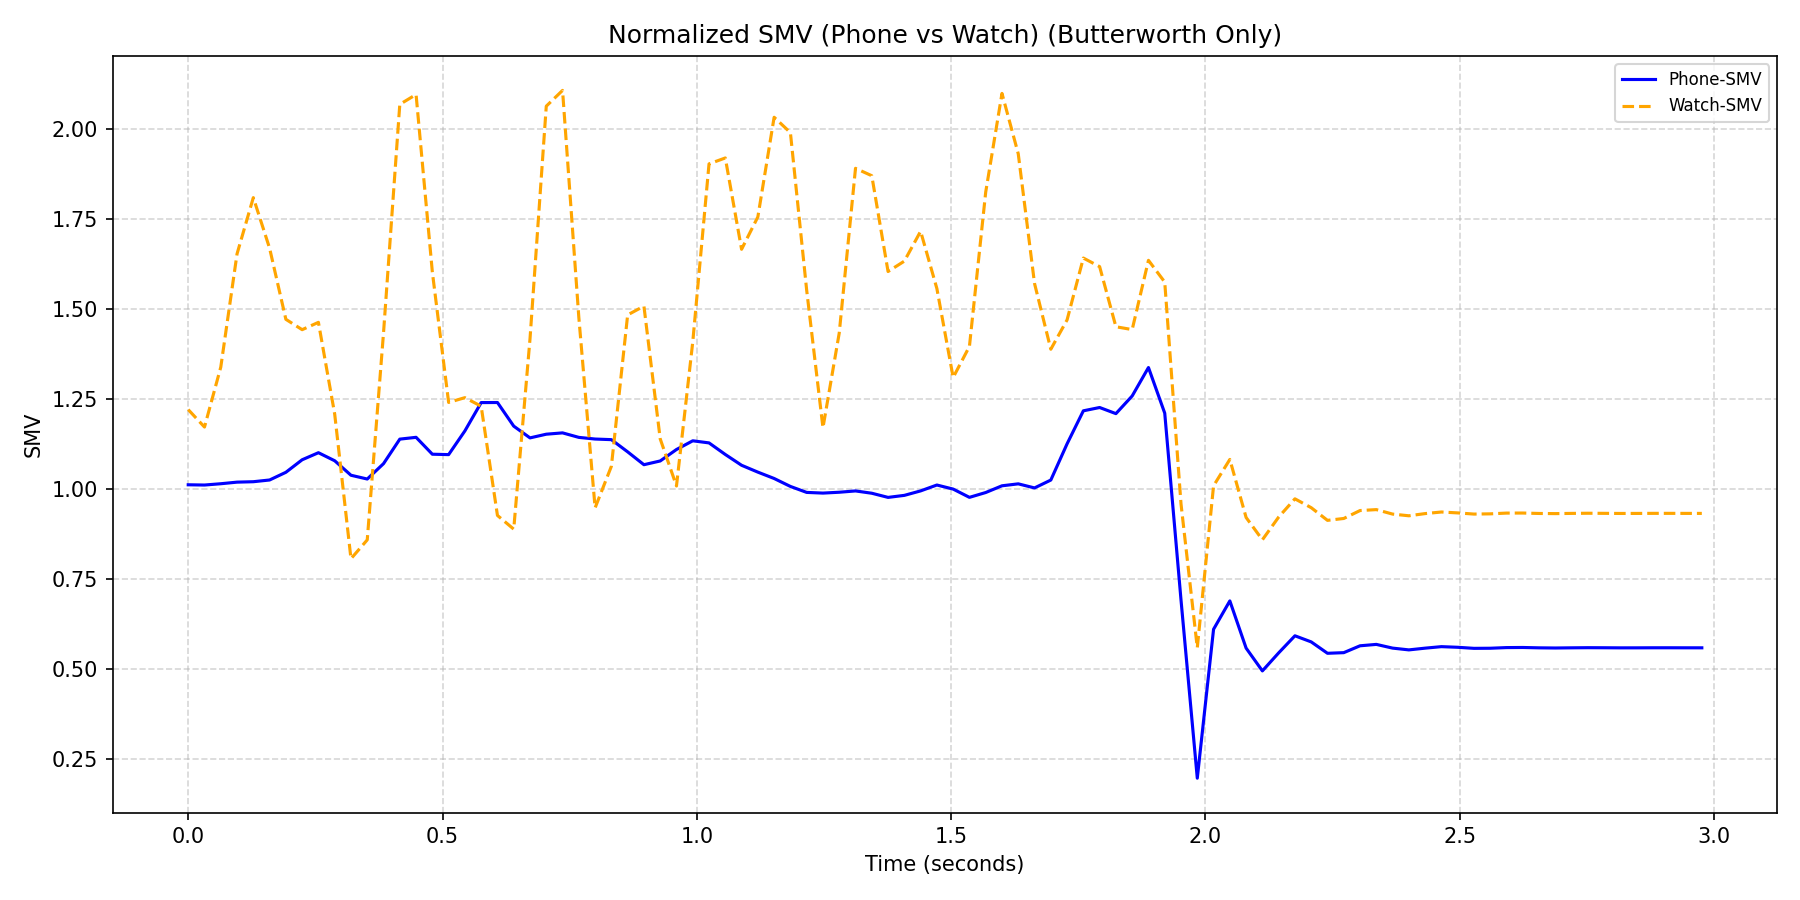 Normalized SMV (Phone vs Watch) (Butterworth Only)
Phone-SMV
Watch-SMV
SMV
2.00
1.75
1.50
1.25
1.00
0.75
0.50
0.25
0.0 0.5 1.0 1.5 2.0 2.5 3.0
Time (seconds)